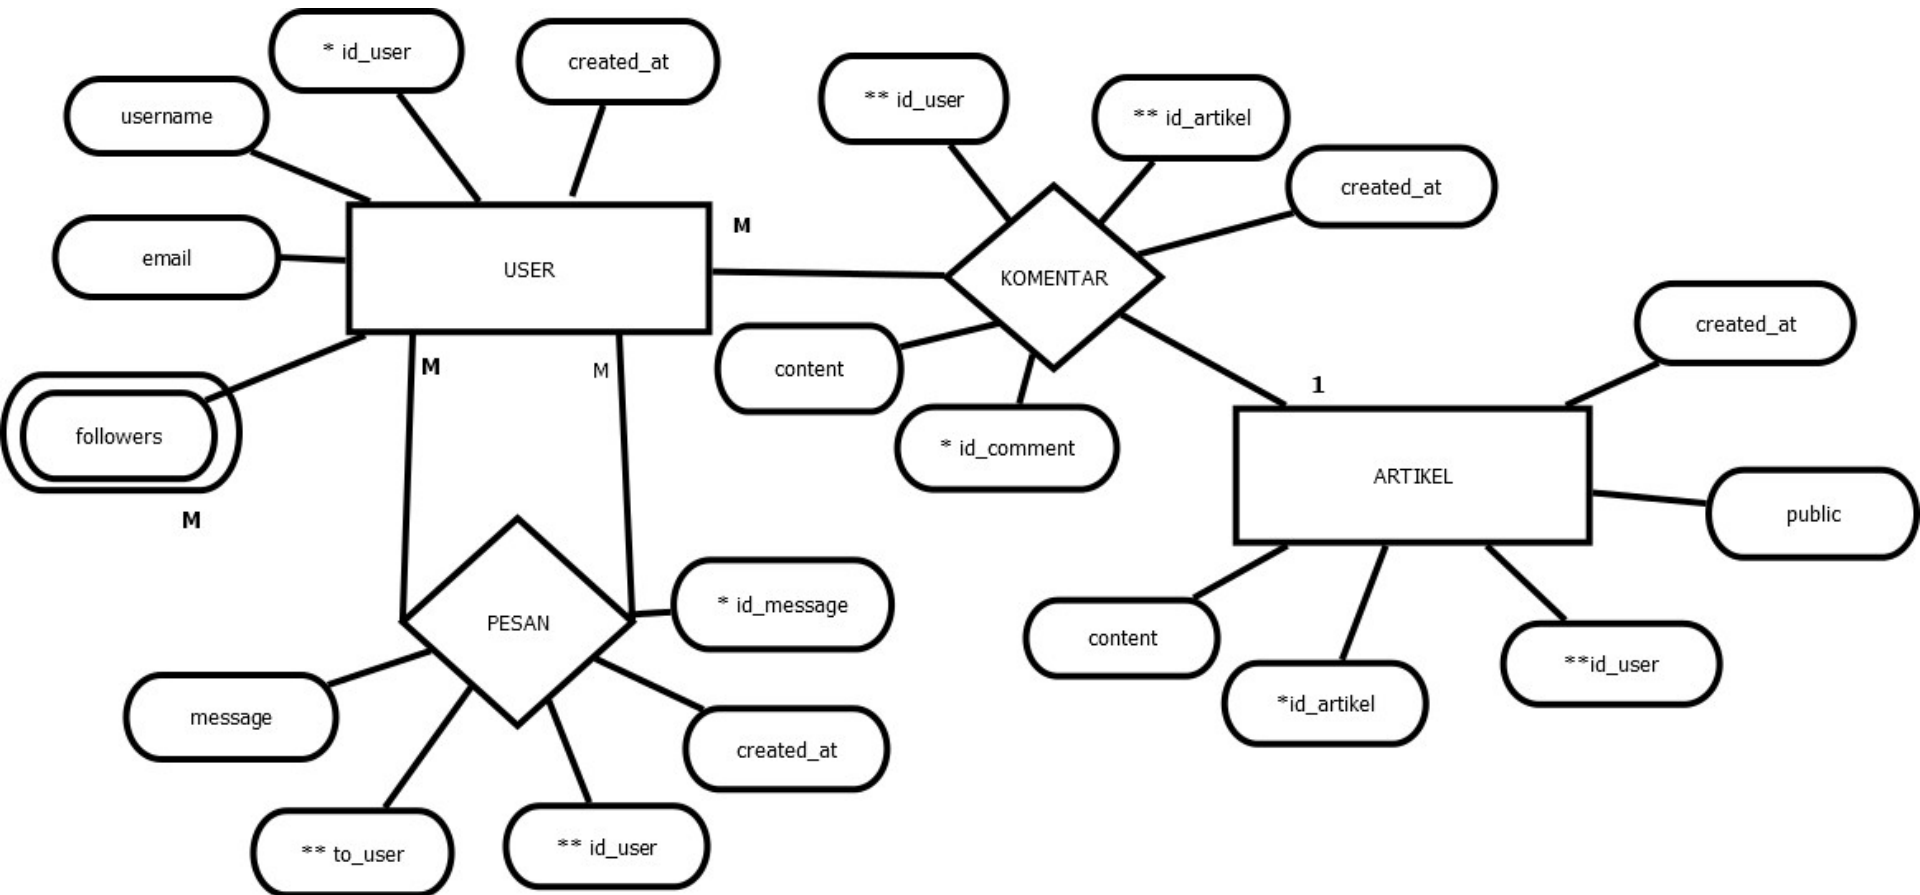 * id_user
created_at
username
** id_user
** id_artikel
created_at
M
email
USER
KOMENTAR
created_at
M
M
content
1
followers
* id_comment
ARTIKEL
public
M
* id_message
PESAN
content
**id_user
message
*id_artikel
created_at
** to_user
** id_user